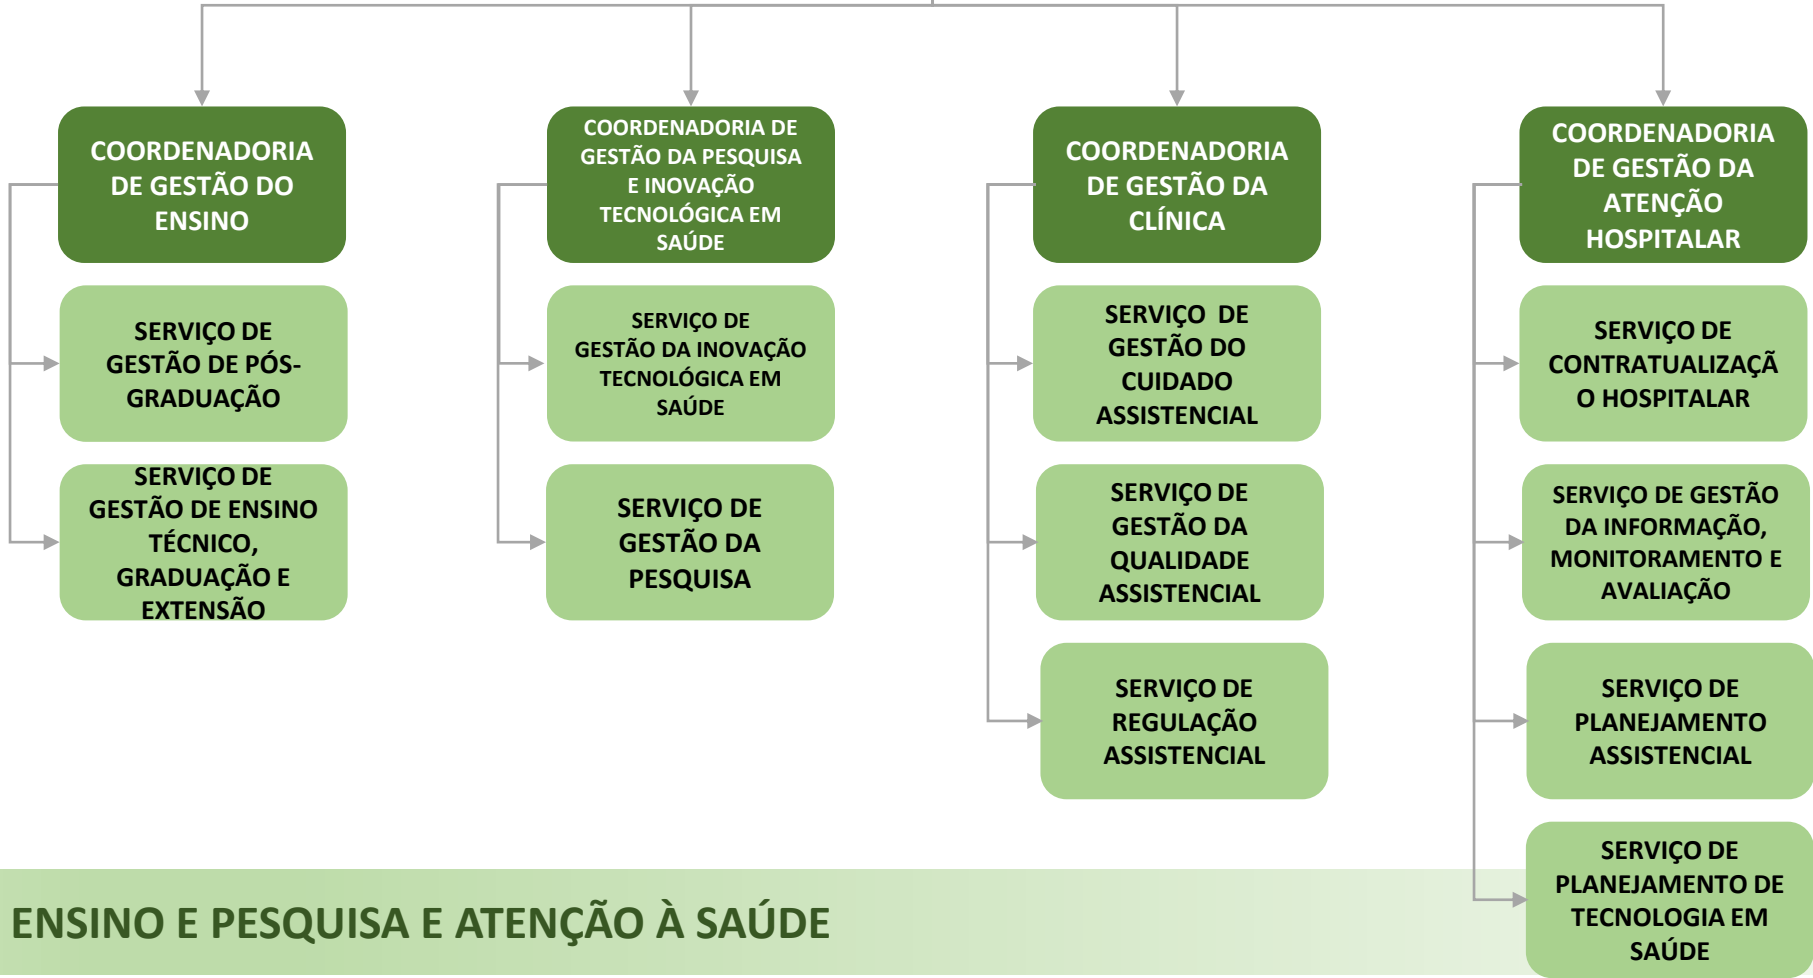 COORDENADORIA
DE GESTÃO DO
ENSINO
SERVIÇO DE
GESTÃO DE PÓS-
GRADUAÇÃO
SERVIÇO DE
GESTÃO DE ENSINO
TÉCNICO,
GRADUAÇÃO E
EXTENSÃO
COORDENADORIA DE
GESTÃO DA PESQUISA
E INOVAÇÃO
TECNOLÓGICA EM
SAÚDE
SERVIÇO DE
GESTÃO DA INOVAÇÃO
TECNOLÓGICA EM
SAÚDE
SERVIÇO DE
GESTÃO DA
PESQUISA
COORDENADORIA
DE GESTÃO DA
CLÍNICA
SERVIÇO DE
GESTÃO DO
CUIDADO
ASSISTENCIAL
SERVIÇO DE
GESTÃO DA
QUALIDADE
ASSISTENCIAL
SERVIÇO DE
REGULAÇÃO
ASSISTENCIAL
COORDENADORIA
DE GESTÃO DA
ATENÇÃO
HOSPITALAR
SERVIÇO DE
CONTRATUALIZAÇÃ
O HOSPITALAR
SERVIÇO DE GESTÃO
DA INFORMAÇÃO,
MONITORAMENTO E
AVALIAÇÃO
SERVIÇO DE
PLANEJAMENTO
ASSISTENCIAL
SERVIÇO DE
PLANEJAMENTO DE
TECNOLOGIA EM
SAÚDE
ENSINO E PESQUISA E ATENÇÃO À SAÚDE